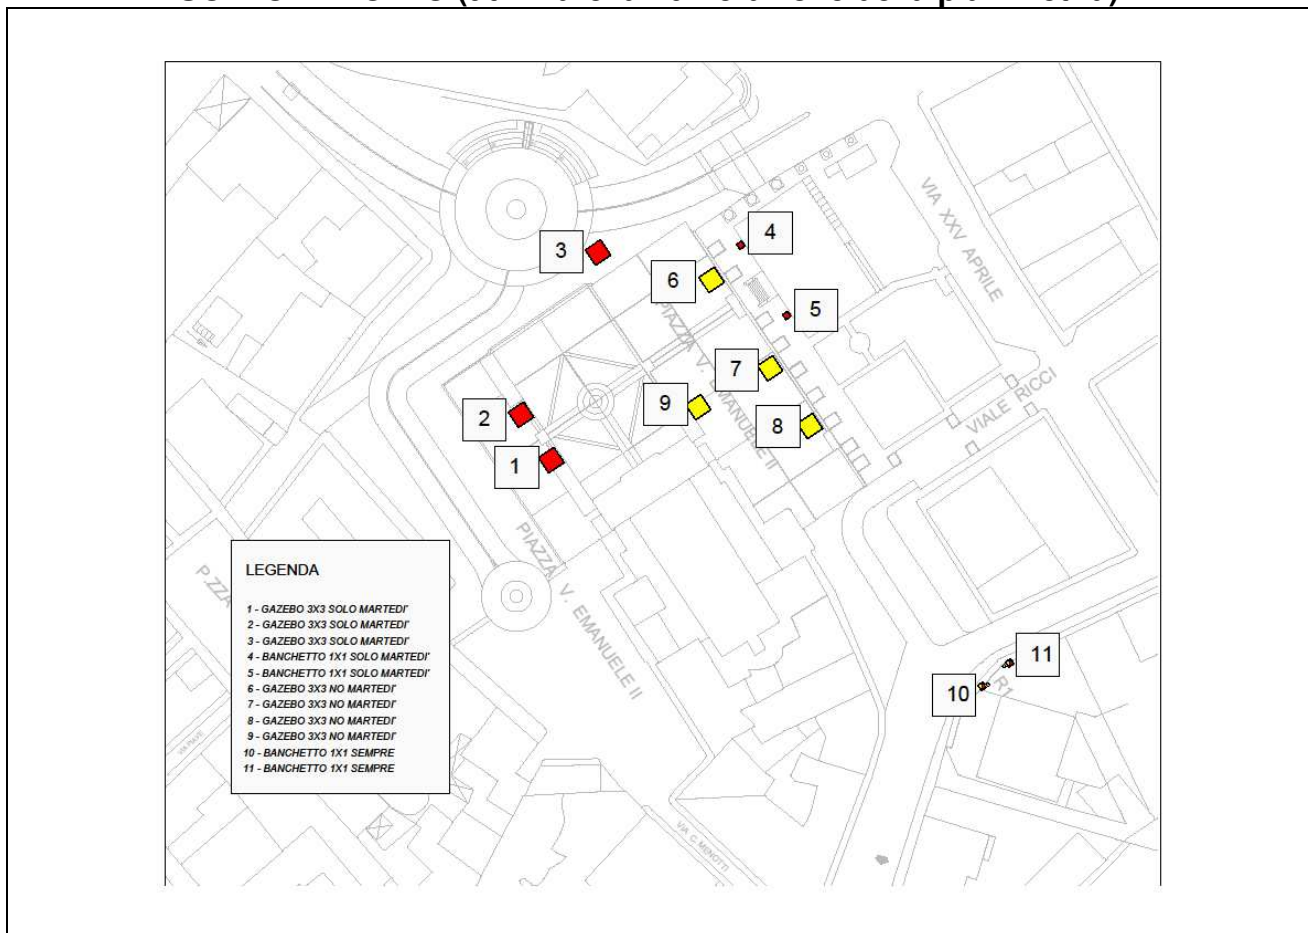 VIA XXV APRILE
4
3
6
PIAZZA V. EMANUELE II
5
7
VIALE RICCI
9
2
8
1
PIAZZA V. EMANUELE II
P.ZZA
LEGENDA
1 - GAZEBO 3X3 SOLO MARTEDI'
2 - GAZEBO 3X3 SOLO MARTEDI'
3 - GAZEBO 3X3 SOLO MARTEDI'
4 - BANCHETTO 1X1 SOLO MARTEDI'
5 - BANCHETTO 1X1 SOLO MARTEDI'
6 - GAZEBO 3X3 NO MARTEDI'
7 - GAZEBO 3X3 NO MARTEDI'
8 - GAZEBO 3X3 NO MARTEDI'
9 - GAZEBO 3X3 NO MARTEDI'
10 - BANCHETTO 1X1 SEMPRE
11 - BANCHETTO 1X1 SEMPRE
11
R1
10
VIA PIAVE
VIA C. MENOTTI